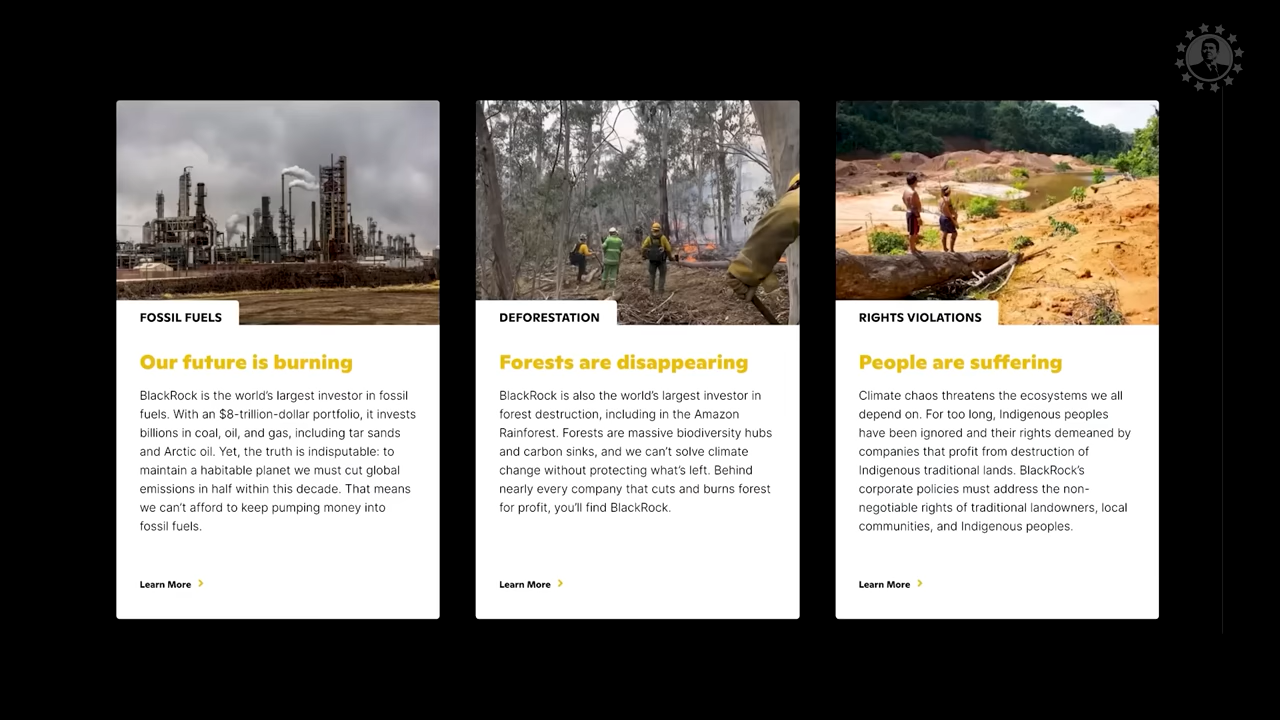 FOSSIL FUELS
Our future is burning
BlackRock is the world's largest investor in fossil
fuels. With an $8-trillion-dollar portfolio, it invests
billions in coal, oil, and gas, including tar sands
and Arctic oil. Yet, the truth is indisputable: to
maintain a habitable planet we must cut global
emissions in half within this decade. That means
we can't afford to keep pumping money into
fossil fuels.
Learn More
DEFORESTATION
Forests are disappearing
BlackRock is also the world's largest investor in
forest destruction, including in the Amazon
Rainforest. Forests are massive biodiversity hubs
and carbon sinks, and we can't solve climate
change without protecting what's left. Behind
nearly every company that cuts and burns forest
for profit, you'll find BlackRock.
Learn More
RIGHTS VIOLATIONS
People are suffering
Climate chaos threatens the ecosystems we all
depend on. For too long, Indigenous peoples
have been ignored and their rights demeaned by
companies that profit from destruction of
Indigenous traditional lands. BlackRock's
corporate policies must address the non-
negotiable rights of traditional landowners, local
communities, and Indigenous peoples.
Learn More